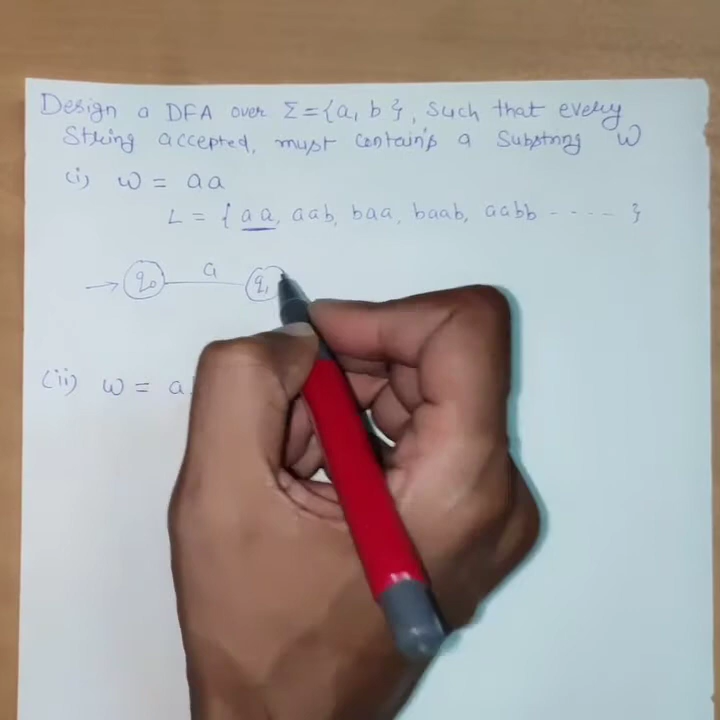 Design a DFA over Σ={a, b}, such that every
String accepted, must contain's a Substring W
(i) w = aa
L = {aa, aab, baa, baab, aabb ---- }
q₀ a q₁
(ii) w = a